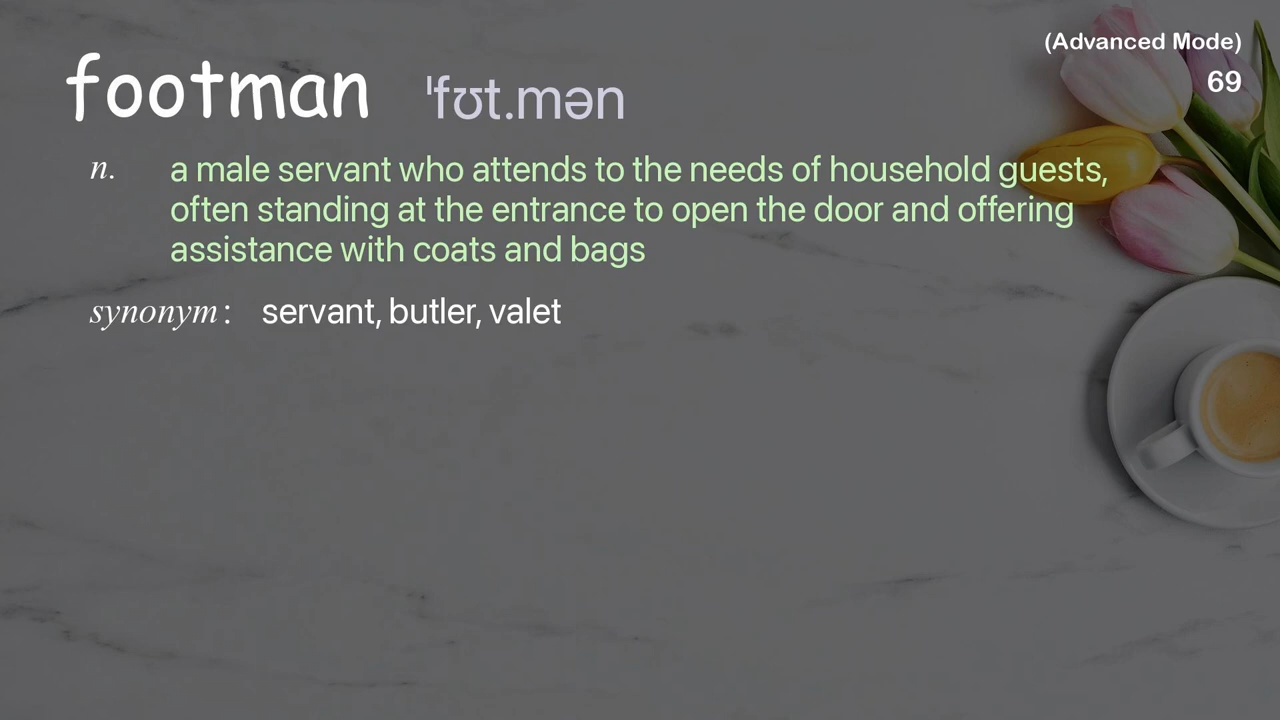 (Advanced Mode)
69
footman ˈfʊt.mən
n. a male servant who attends to the needs of household guests,
often standing at the entrance to open the door and offering
assistance with coats and bags
synonym: servant, butler, valet